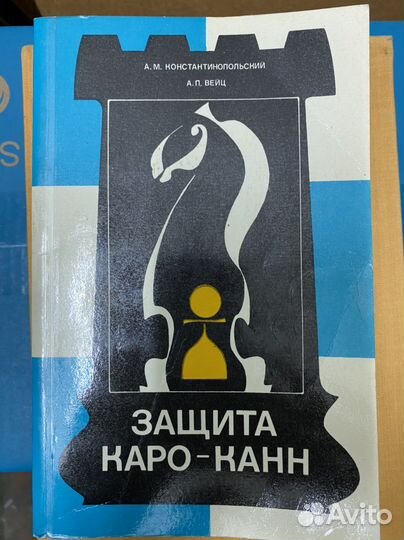 А.М. КОНСТАНТИНОПОЛЬСКИЙ
А.П. ВЕЙЦ
S
ЗАЩИТА
КАРО-КАНН
Avito